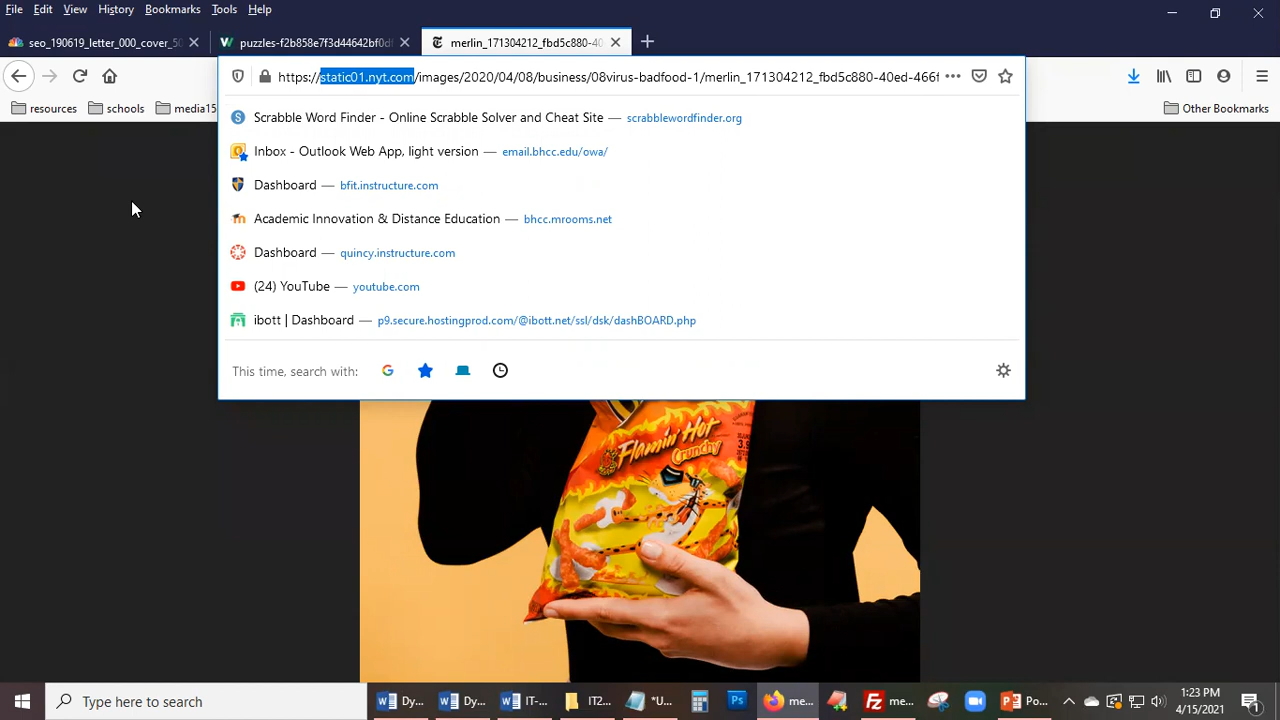 File Edit View History Bookmarks Tools Help
seo_190619_letter_000_cover_50 puzzles-f2b858e7f3d44642bf0df merlin_171304212_fbd5c880-40
https://static01.nyt.com/images/2020/04/08/business/08virus-badfood-1/merlin_171304212_fbd5c880-40ed-466f
resources schools media15 Other Bookmarks
Scrabble Word Finder - Online Scrabble Solver and Cheat Site — scrabblewordfinder.org
Inbox - Outlook Web App, light version — email.bhcc.edu/owa/
Dashboard — bfit.instructure.com
Academic Innovation & Distance Education — bhcc.mrooms.net
Dashboard — quincy.instructure.com
(24) YouTube — youtube.com
ibott | Dashboard — p9.secure.hostingprod.com/@ibott.net/ssl/dsk/dashBOARD.php
This time, search with:
Flamin' Hot
Crunchy
Type here to search Dy... Dy... IT-... IT2... *U... me... me... Po... 1:23 PM
4/15/2021